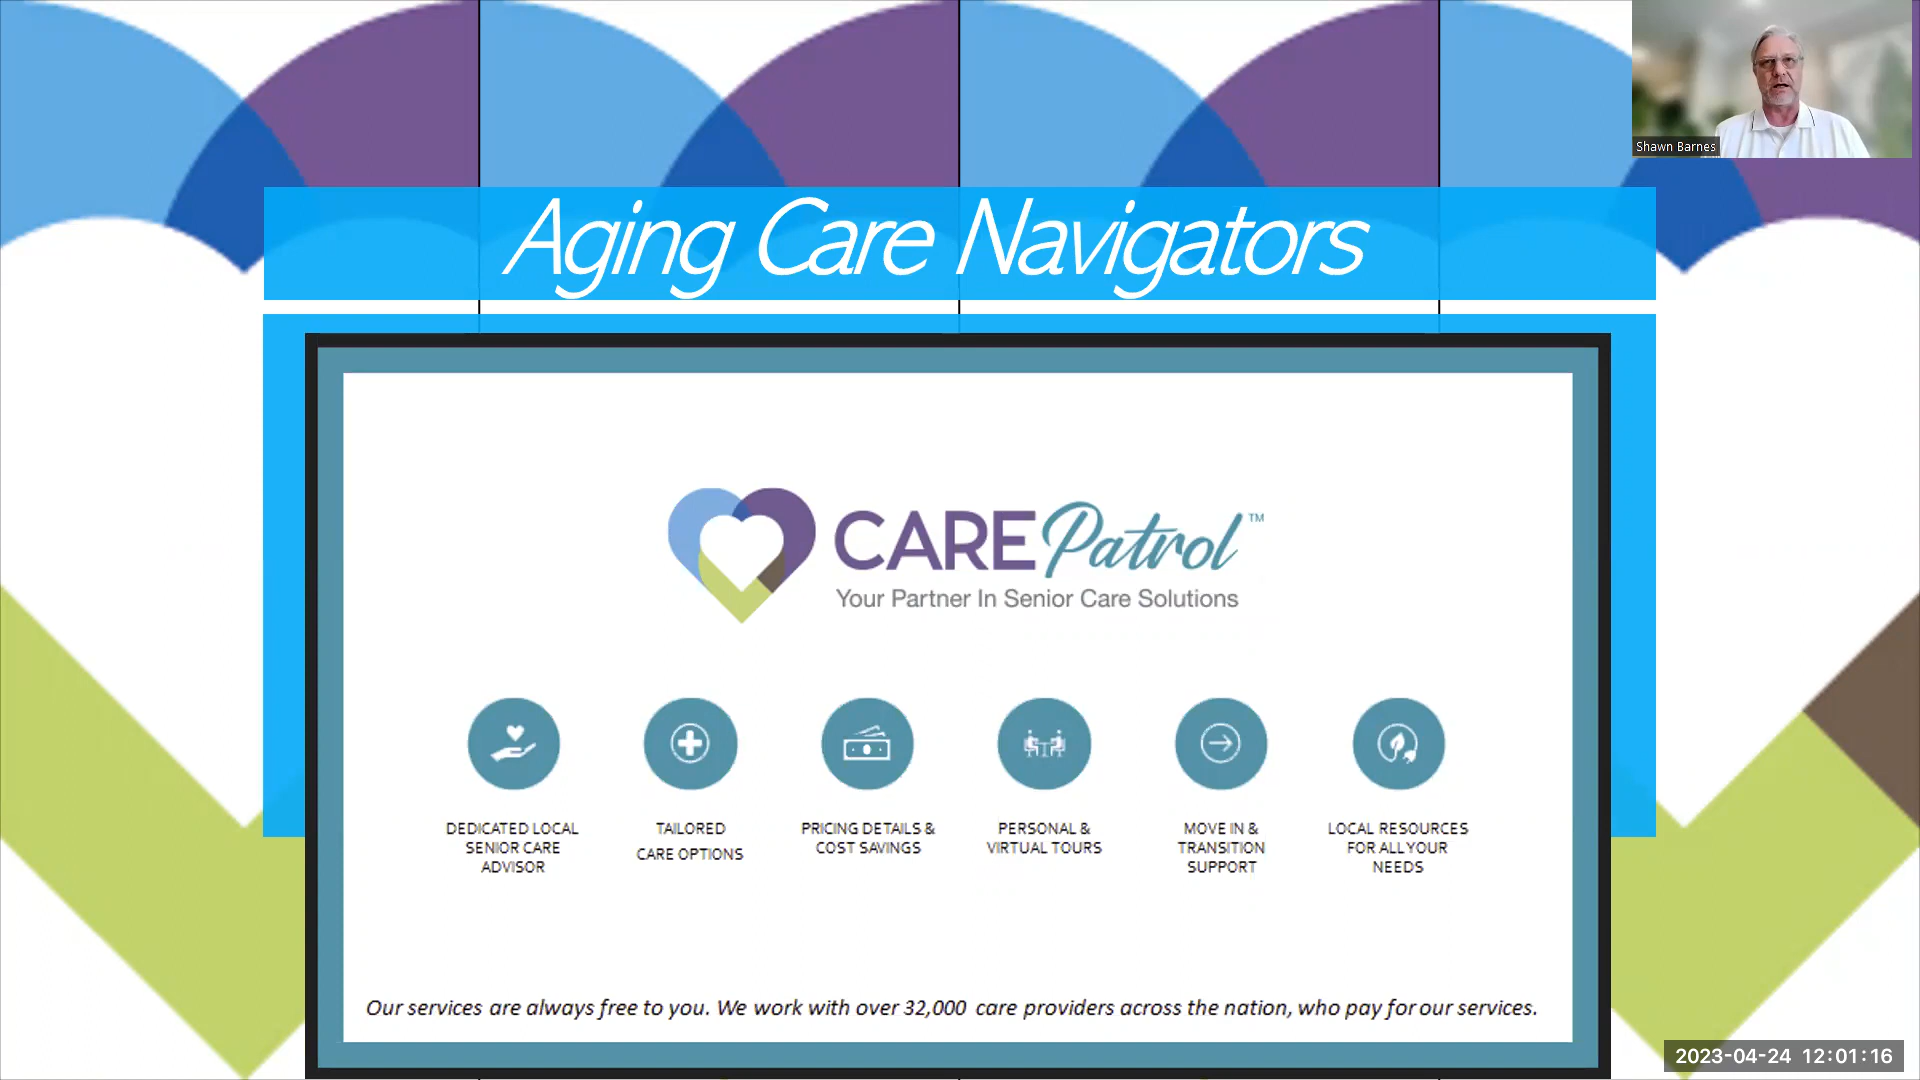 Shawn Barnes
Aging Care Navigators
CAREPatrol™
Your Partner In Senior Care Solutions
DEDICATED LOCAL
SENIOR CARE
ADVISOR
TAILORED
CARE OPTIONS
PRICING DETAILS &
COST SAVINGS
PERSONAL &
VIRTUAL TOURS
MOVE IN &
TRANSITION
SUPPORT
LOCAL RESOURCES
FOR ALL YOUR
NEEDS
Our services are always free to you. We work with over 32,000 care providers across the nation, who pay for our services.
2023-04-24 12:01:16